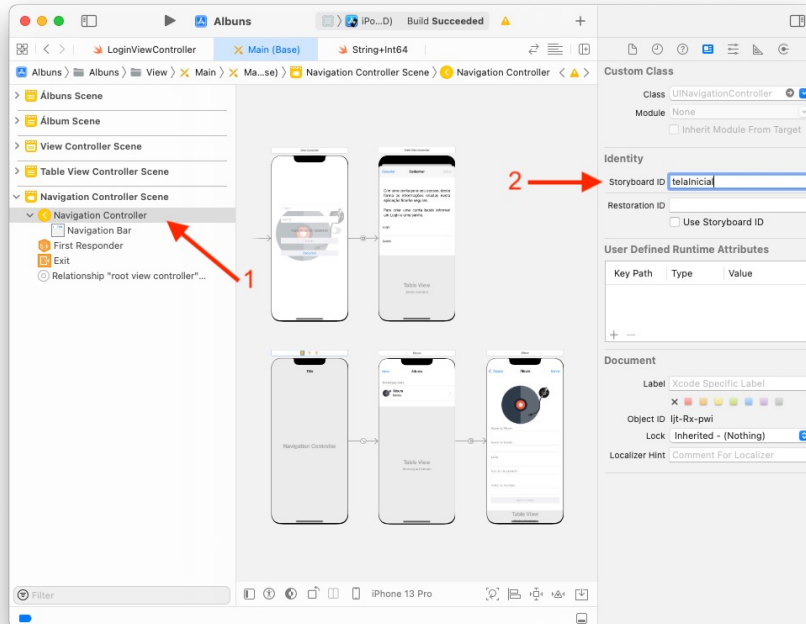 Albuns
iPo...D)
Build Succeeded
LoginViewController
Main (Base)
String+Int64
Albuns
Albuns
View
Main
Ma...se)
Navigation Controller Scene
Navigation Controller
Álbuns Scene
Álbum Scene
View Controller Scene
Table View Controller Scene
Navigation Controller Scene
Navigation Controller
Navigation Bar
First Responder
Exit
Relationship "root view controller"...
1
Filter
Table View
Title
Navigation Controller
Table View
Table View
iPhone 13 Pro
Custom Class
Class UINavigationController
Module None
Inherit Module From Target
Identity
2
Storyboard ID telaInicial
Restoration ID
Use Storyboard ID
User Defined Runtime Attributes
Key Path Type Value
Document
Label Xcode Specific Label
Object ID
Lock Inherited - (Nothing)
Localizer Hint Comment For Localizer